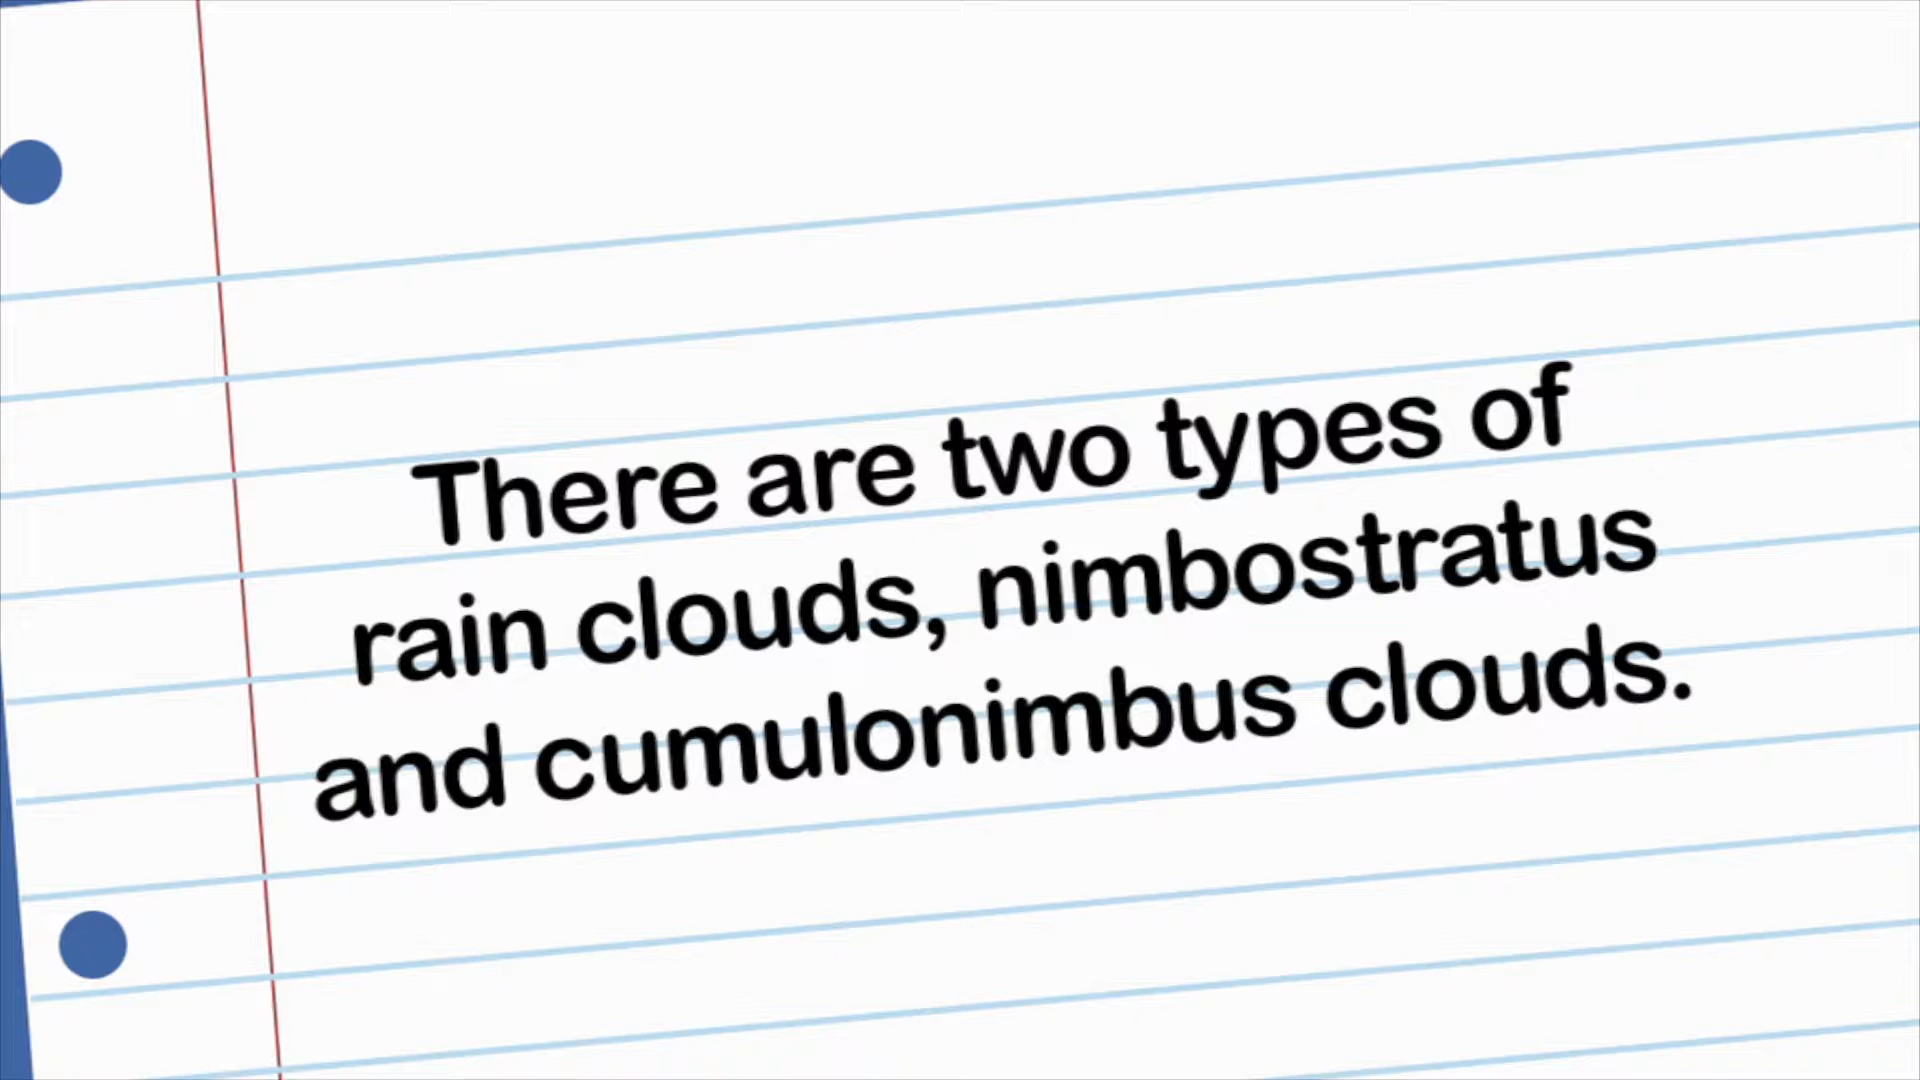 There are two types of
rain clouds, nimbostratus
and cumulonimbus clouds.